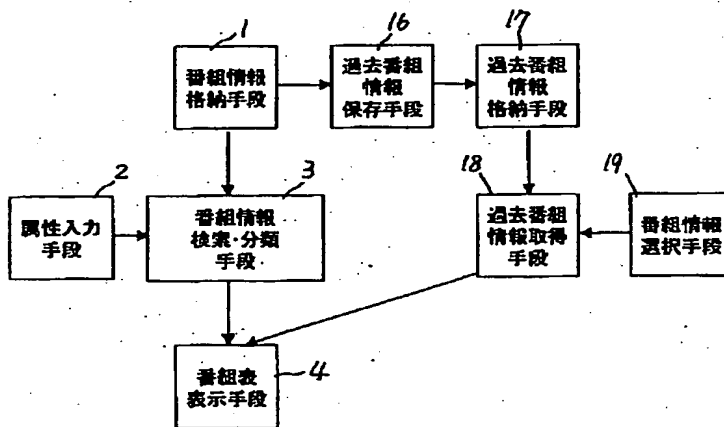 1
番組情報
格納手段
16
過去番組
情報
保存手段
17
過去番組
情報
格納手段
2
属性入力
手段
3
番組情報
検索・分類
手段
18
過去番組
情報取得
手段
19
番組情報
選択手段
番組表
表示手段
4